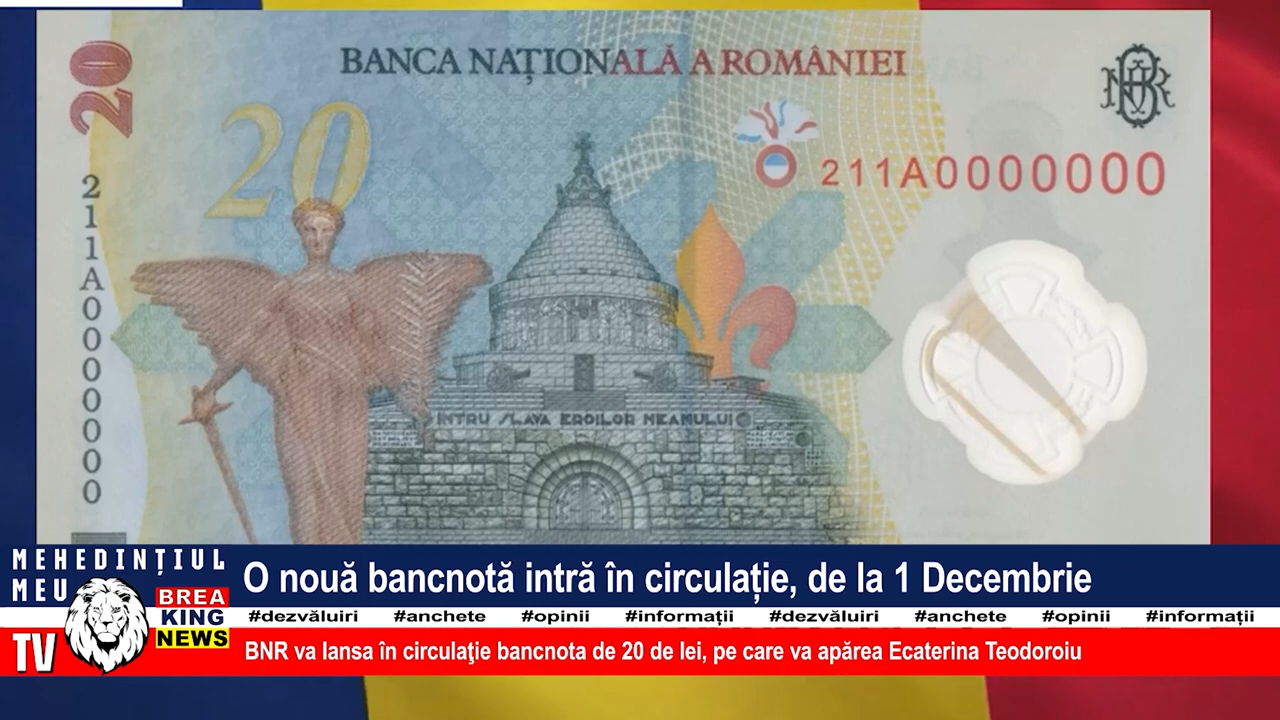 20
BANCA NAȚIONALĂ A ROMÂNIEI
BNR
20
211A0000000
211A0000000
INTRU SLAVA EROILOR NEAMULUI
MEHEDINȚIUL
MEU
TV
BREA
KING
NEWS
O nouă bancnotă intră în circulație, de la 1 Decembrie
#dezvăluiri #anchete #opinii #informații #dezvăluiri #anchete #opinii #informații
BNR va lansa în circulaţie bancnota de 20 de lei, pe care va apărea Ecaterina Teodoroiu